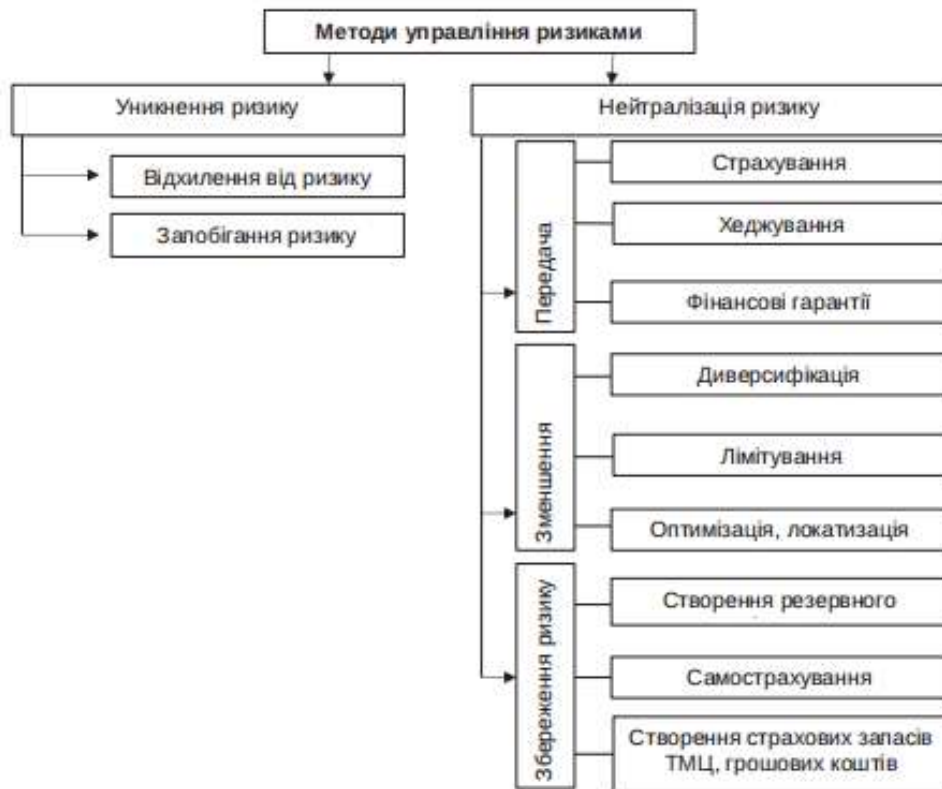 Методи управління ризиками
Уникнення ризику
Відхилення від ризику
Запобігання ризику
Нейтралізація ризику
Передача
Страхування
Хеджування
Фінансові гарантії
Зменшення
Диверсифікація
Лімітування
Оптимізація, локатизація
Збереження ризику
Створення резервного
Самострахування
Створення страхових запасів
ТМЦ, грошових коштів